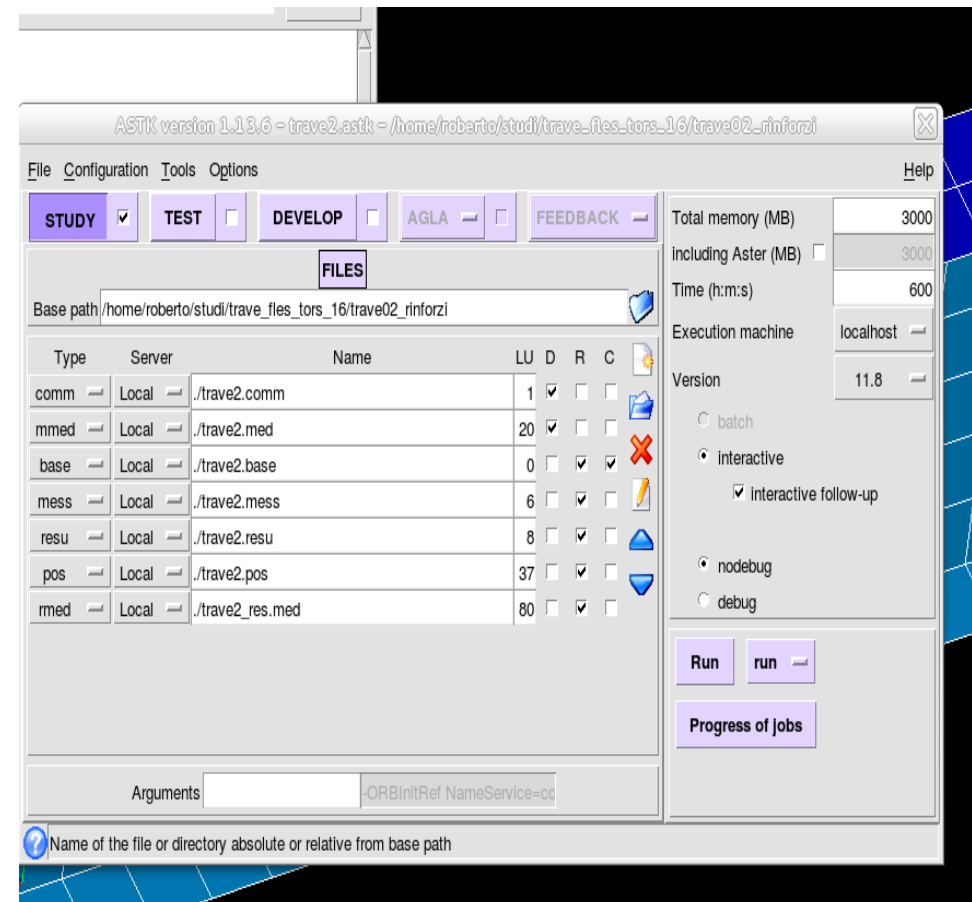 ASTK version 1.13.6 - trave2.astk - /home/roberto/studi/trave_fles_tors_16/trave02_rinforzi
File Configuration Tools Options Help
STUDY TEST DEVELOP AGLA FEEDBACK
FILES
Base path /home/roberto/studi/trave_fles_tors_16/trave02_rinforzi
Type Server Name LU D R C
comm Local ./trave2.comm 1
mmed Local ./trave2.med 20
base Local ./trave2.base 0
mess Local ./trave2.mess 6
resu Local ./trave2.resu 8
pos Local ./trave2.pos 37
rmed Local ./trave2_res.med 80
Arguments -ORBInitRef NameService=co
Total memory (MB) 3000
including Aster (MB) 3000
Time (h:m:s) 600
Execution machine localhost
Version 11.8
batch
interactive
interactive follow-up
nodebug
debug
Run run
Progress of jobs
Name of the file or directory absolute or relative from base path